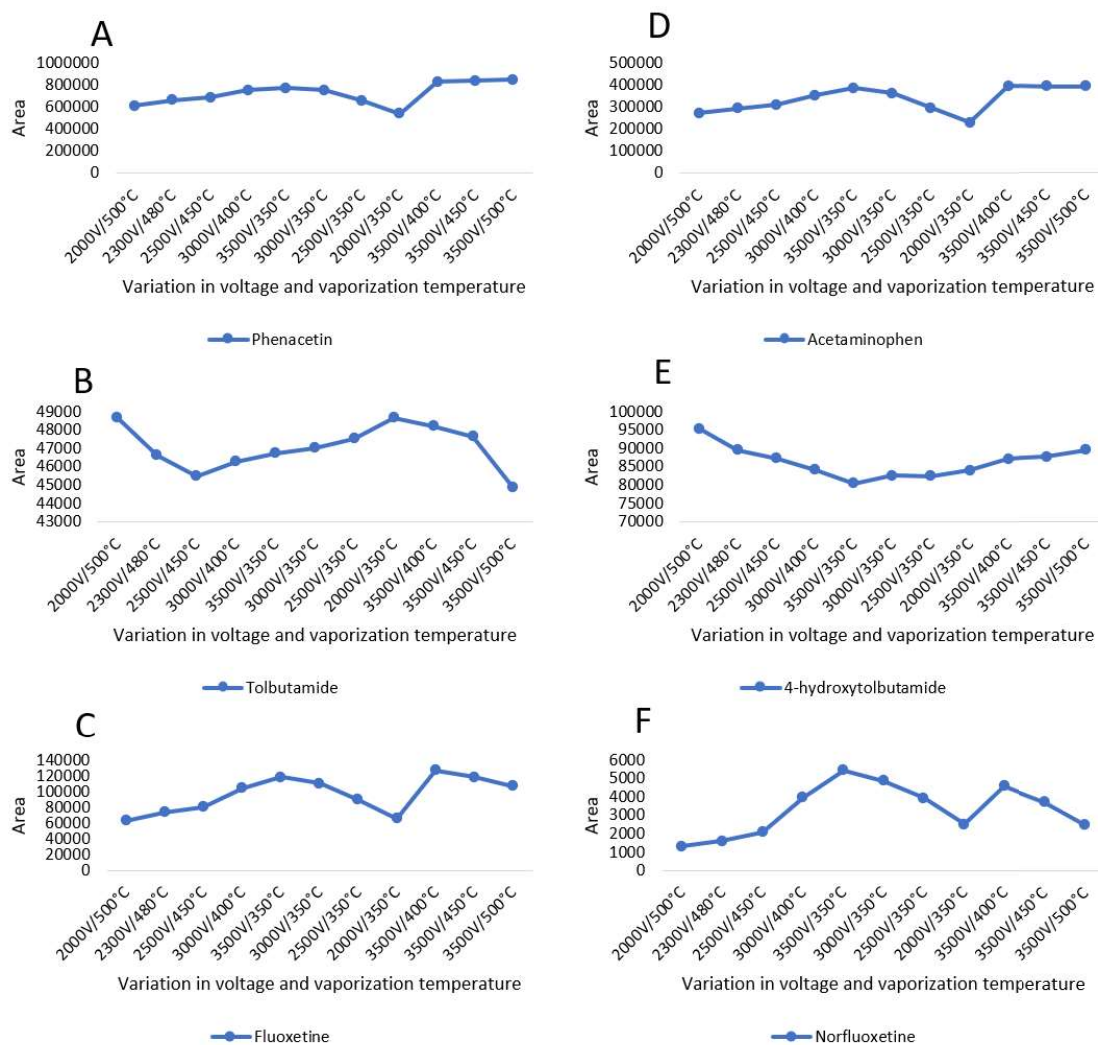 A
1000000
800000
600000
400000
200000
0
Area
2000V/500°C
2300V/480°C
2500V/450°C
3000V/400°C
3500V/350°C
3000V/350°C
2500V/350°C
2000V/350°C
3500V/400°C
3500V/450°C
3500V/500°C
Variation in voltage and vaporization temperature
Phenacetin
D
500000
400000
300000
200000
100000
0
Area
2000V/500°C
2300V/480°C
2500V/450°C
3000V/400°C
3500V/350°C
3000V/350°C
2500V/350°C
2000V/350°C
3500V/400°C
3500V/450°C
3500V/500°C
Variation in voltage and vaporization temperature
Acetaminophen
B
49000
48000
47000
46000
45000
44000
43000
Area
2000V/500°C
2300V/480°C
2500V/450°C
3000V/400°C
3500V/350°C
3000V/350°C
2500V/350°C
2000V/350°C
3500V/400°C
3500V/450°C
3500V/500°C
Variation in voltage and vaporization temperature
Tolbutamide
E
100000
95000
90000
85000
80000
75000
70000
Area
2000V/500°C
2300V/480°C
2500V/450°C
3000V/400°C
3500V/350°C
3000V/350°C
2500V/350°C
2000V/350°C
3500V/400°C
3500V/450°C
3500V/500°C
Variation in voltage and vaporization temperature
4-hydroxytolbutamide
C
140000
120000
100000
80000
60000
40000
20000
0
Area
2000V/500°C
2300V/480°C
2500V/450°C
3000V/400°C
3500V/350°C
3000V/350°C
2500V/350°C
2000V/350°C
3500V/400°C
3500V/450°C
3500V/500°C
Variation in voltage and vaporization temperature
Fluoxetine
F
6000
5000
4000
3000
2000
1000
0
Area
2000V/500°C
2300V/480°C
2500V/450°C
3000V/400°C
3500V/350°C
3000V/350°C
2500V/350°C
2000V/350°C
3500V/400°C
3500V/450°C
3500V/500°C
Variation in voltage and vaporization temperature
Norfluoxetine